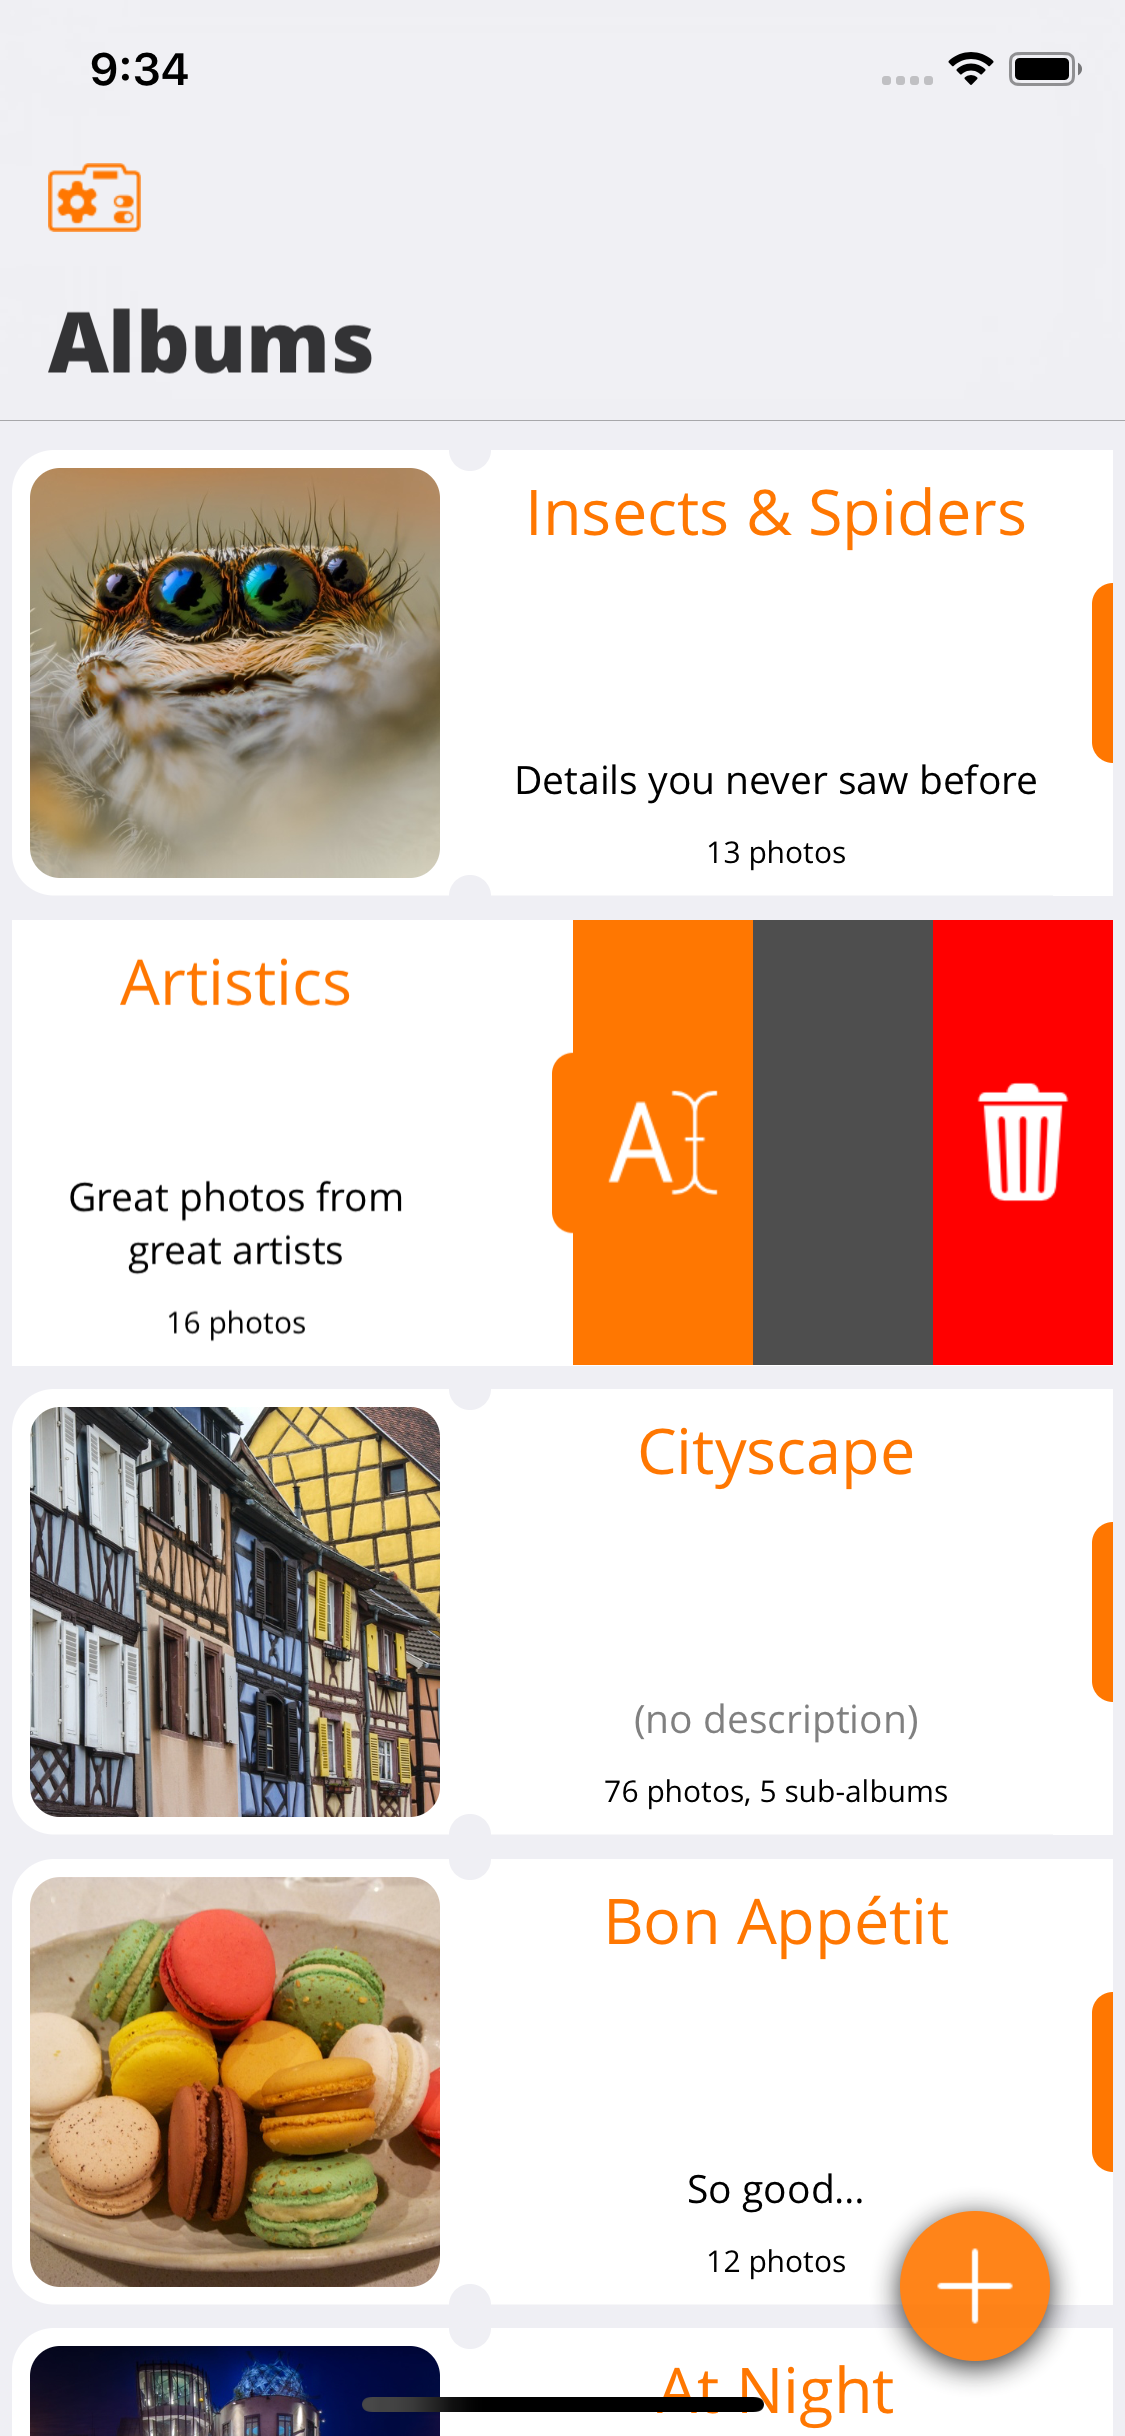 9:34
Albums
Insects & Spiders
Details you never saw before
13 photos
Artistics
Great photos from
great artists
16 photos
Cityscape
(no description)
76 photos, 5 sub-albums
Bon Appétit
So good...
12 photos
At Night